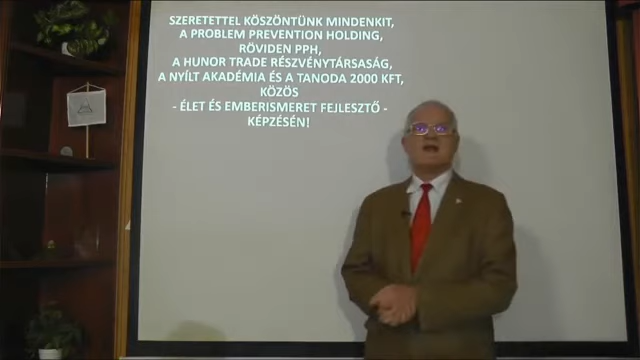 SZERETETTEL KÖSZÖNTÜNK MINDENKIT,
A PROBLEM PREVENTION HOLDING,
RÖVIDEN PPH,
A HUNOR TRADE RÉSZVÉNYTÁRSASÁG,
A NYÍLT AKADÉMIA ÉS A TANODA 2000 KFT,
KÖZÖS
- ÉLET ÉS EMBERISMERET FEJLESZTŐ -
KÉPZÉSÉN!